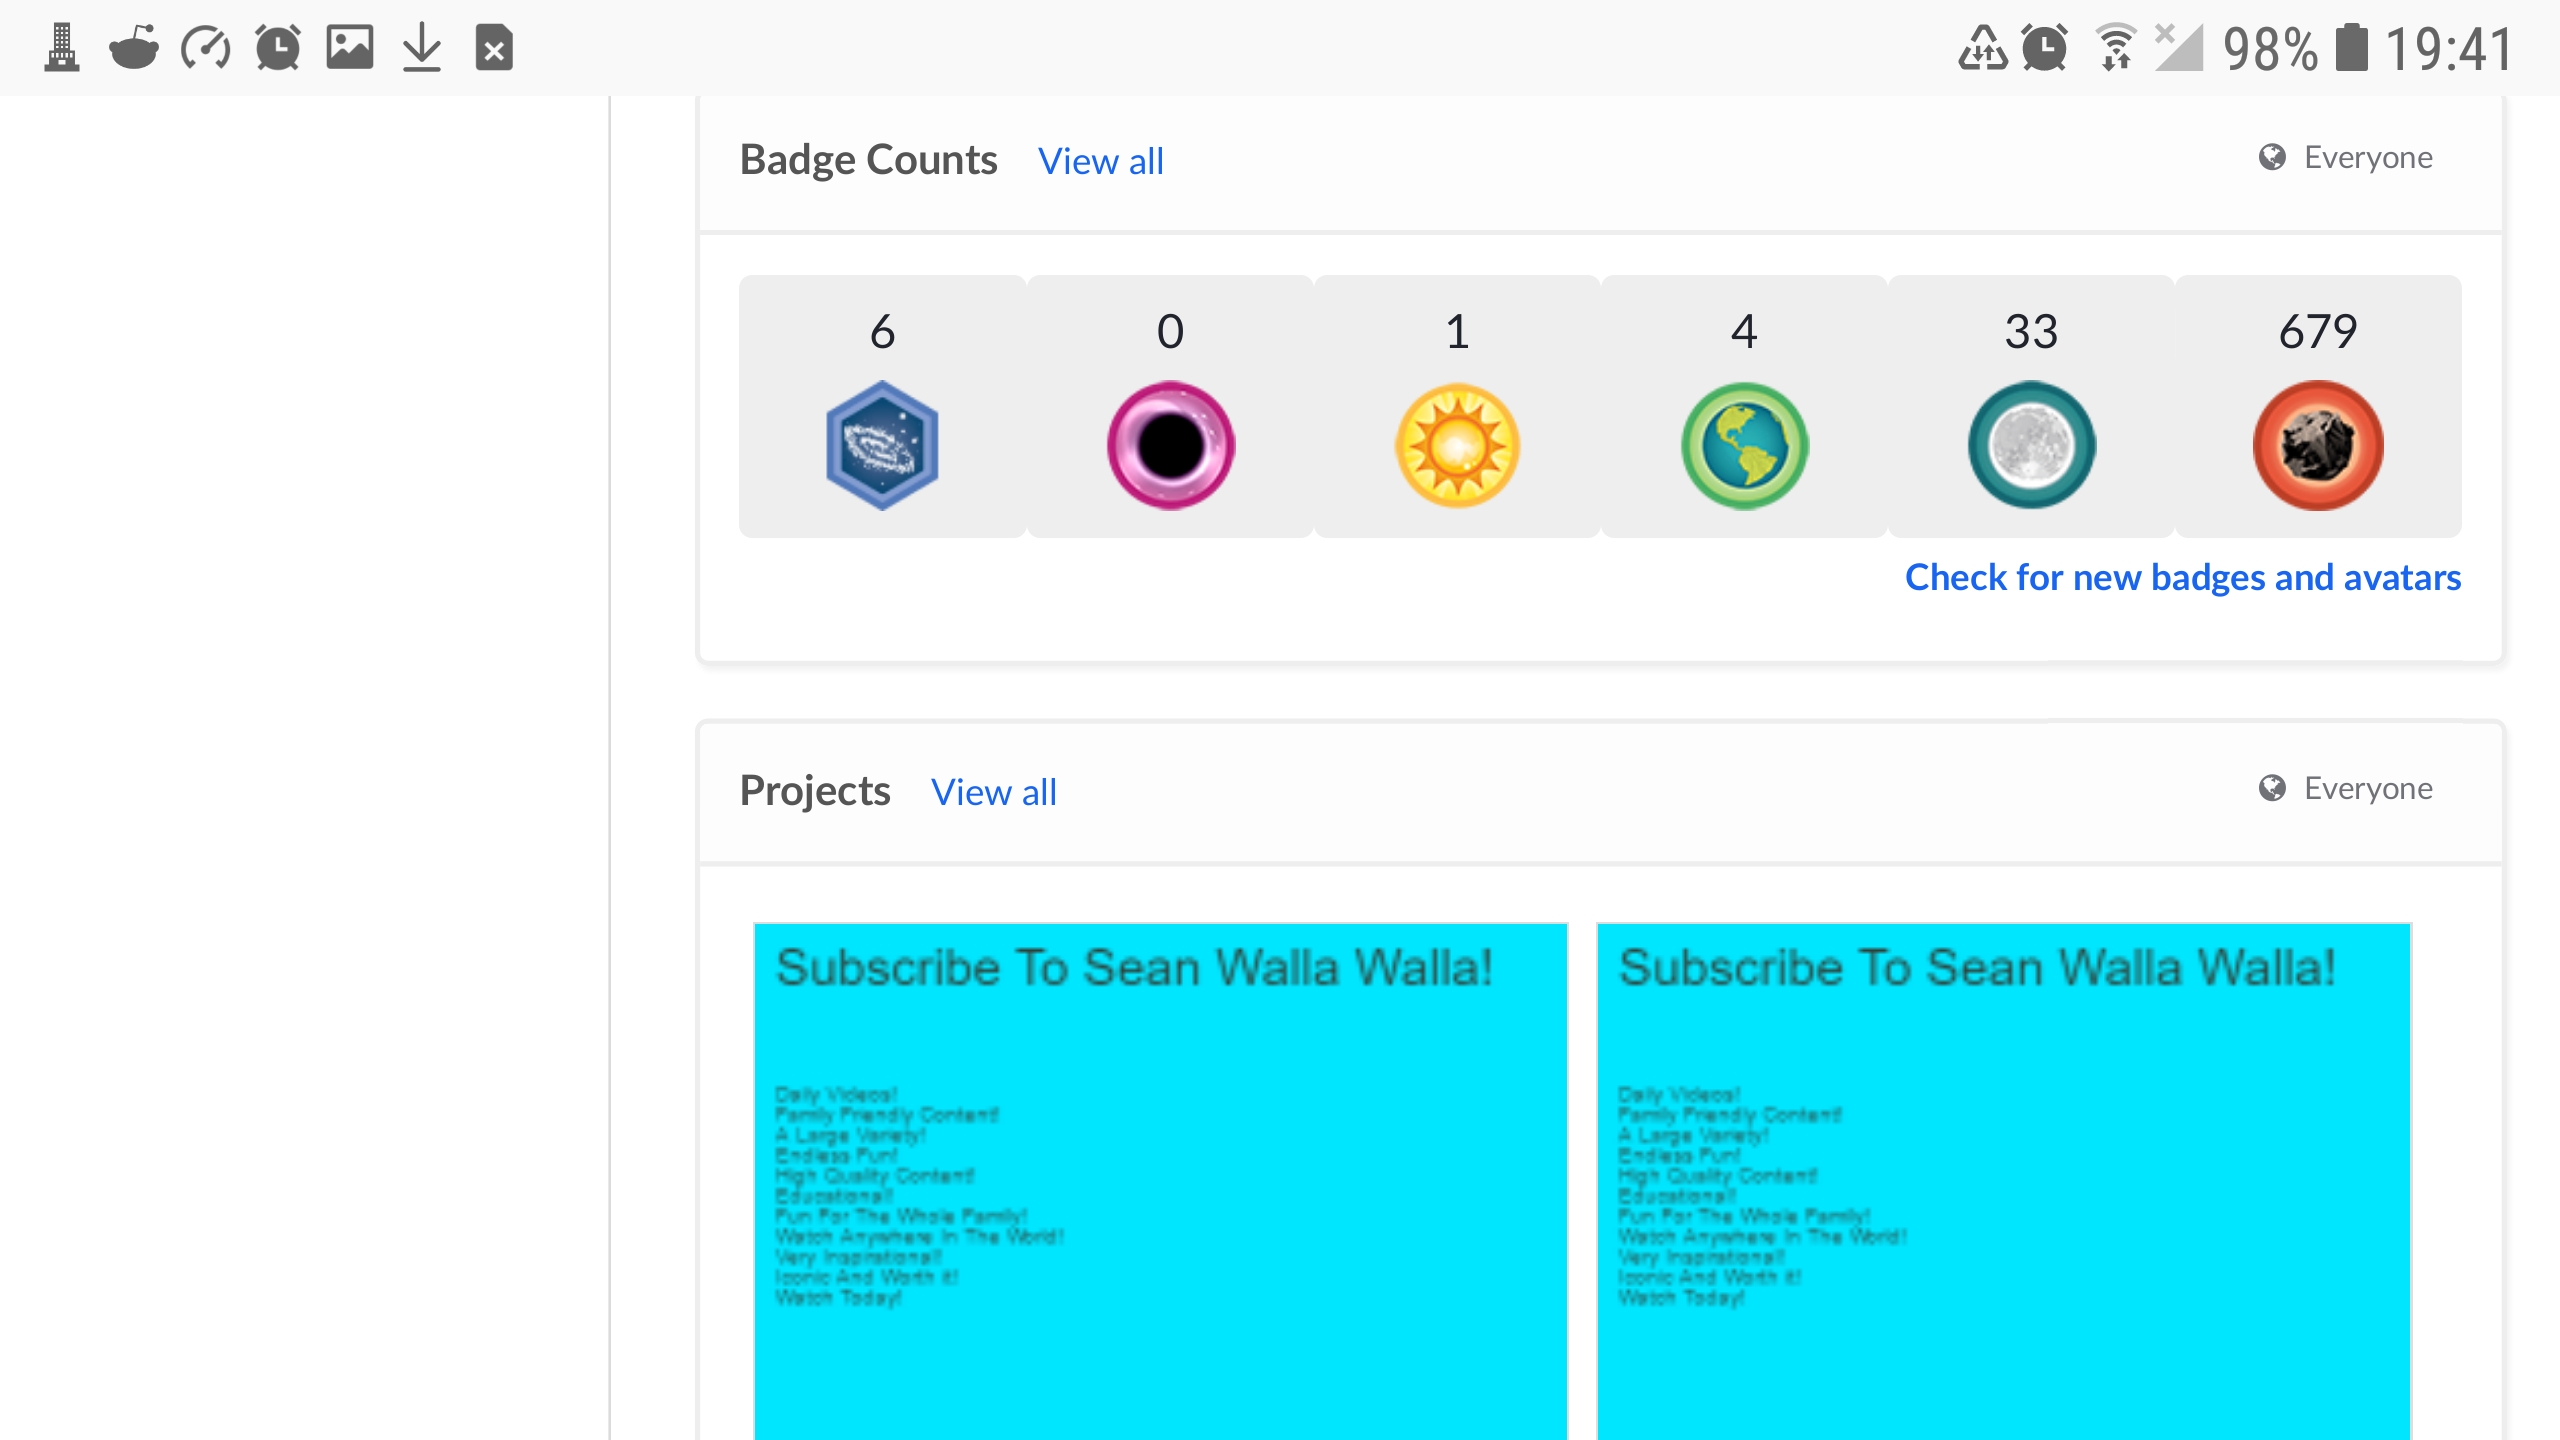 98% 19:41
Badge Counts View all Everyone
6 0 1 4 33 679
Check for new badges and avatars
Projects View all Everyone
Subscribe To Sean Walla Walla!
Daily Videos!
Family Friendly Content!
A Large Variety!
Endless Fun!
High Quality Content!
Educational!
Fun For The Whole Family!
Watch Anywhere In The World!
Very Inspirational!
Iconic And Worth it!
Watch Today!
Subscribe To Sean Walla Walla!
Daily Videos!
Family Friendly Content!
A Large Variety!
Endless Fun!
High Quality Content!
Educational!
Fun For The Whole Family!
Watch Anywhere In The World!
Very Inspirational!
Iconic And Worth it!
Watch Today!